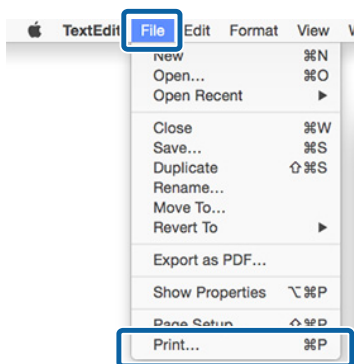 TextEdit File Edit Format View
New ⌘N
Open... ⌘O
Open Recent ▶
Close ⌘W
Save... ⌘S
Duplicate ⇧⌘S
Rename...
Move To...
Revert To ▶
Export as PDF...
Show Properties ⌥⌘P
Page Setup ⇧⌘P
Print... ⌘P